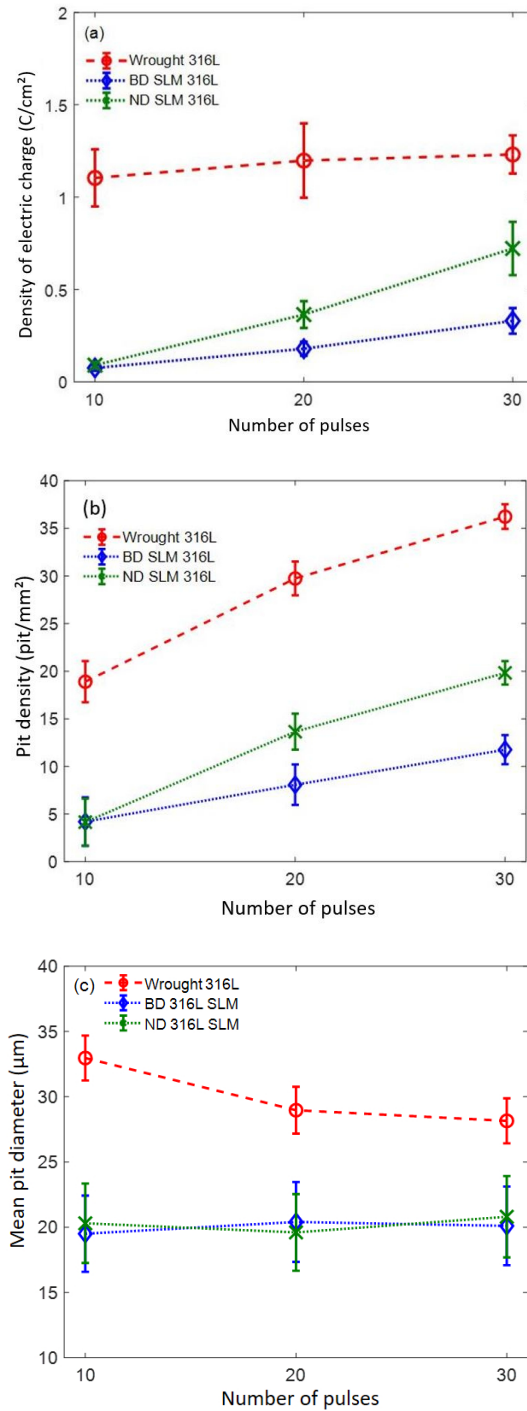 (a)
Wrought 316L
BD SLM 316L
ND SLM 316L
Density of electric charge (C/cm²)
2
1.5
1
0.5
0
10 20 30
Number of pulses
(b)
Wrought 316L
BD SLM 316L
ND SLM 316L
Pit density (pit/mm²)
40
35
30
25
20
15
10
5
0
10 20 30
Number of pulses
(c)
Wrought 316L
BD 316L SLM
ND 316L SLM
Mean pit diameter (µm)
40
35
30
25
20
15
10
10 20 30
Number of pulses